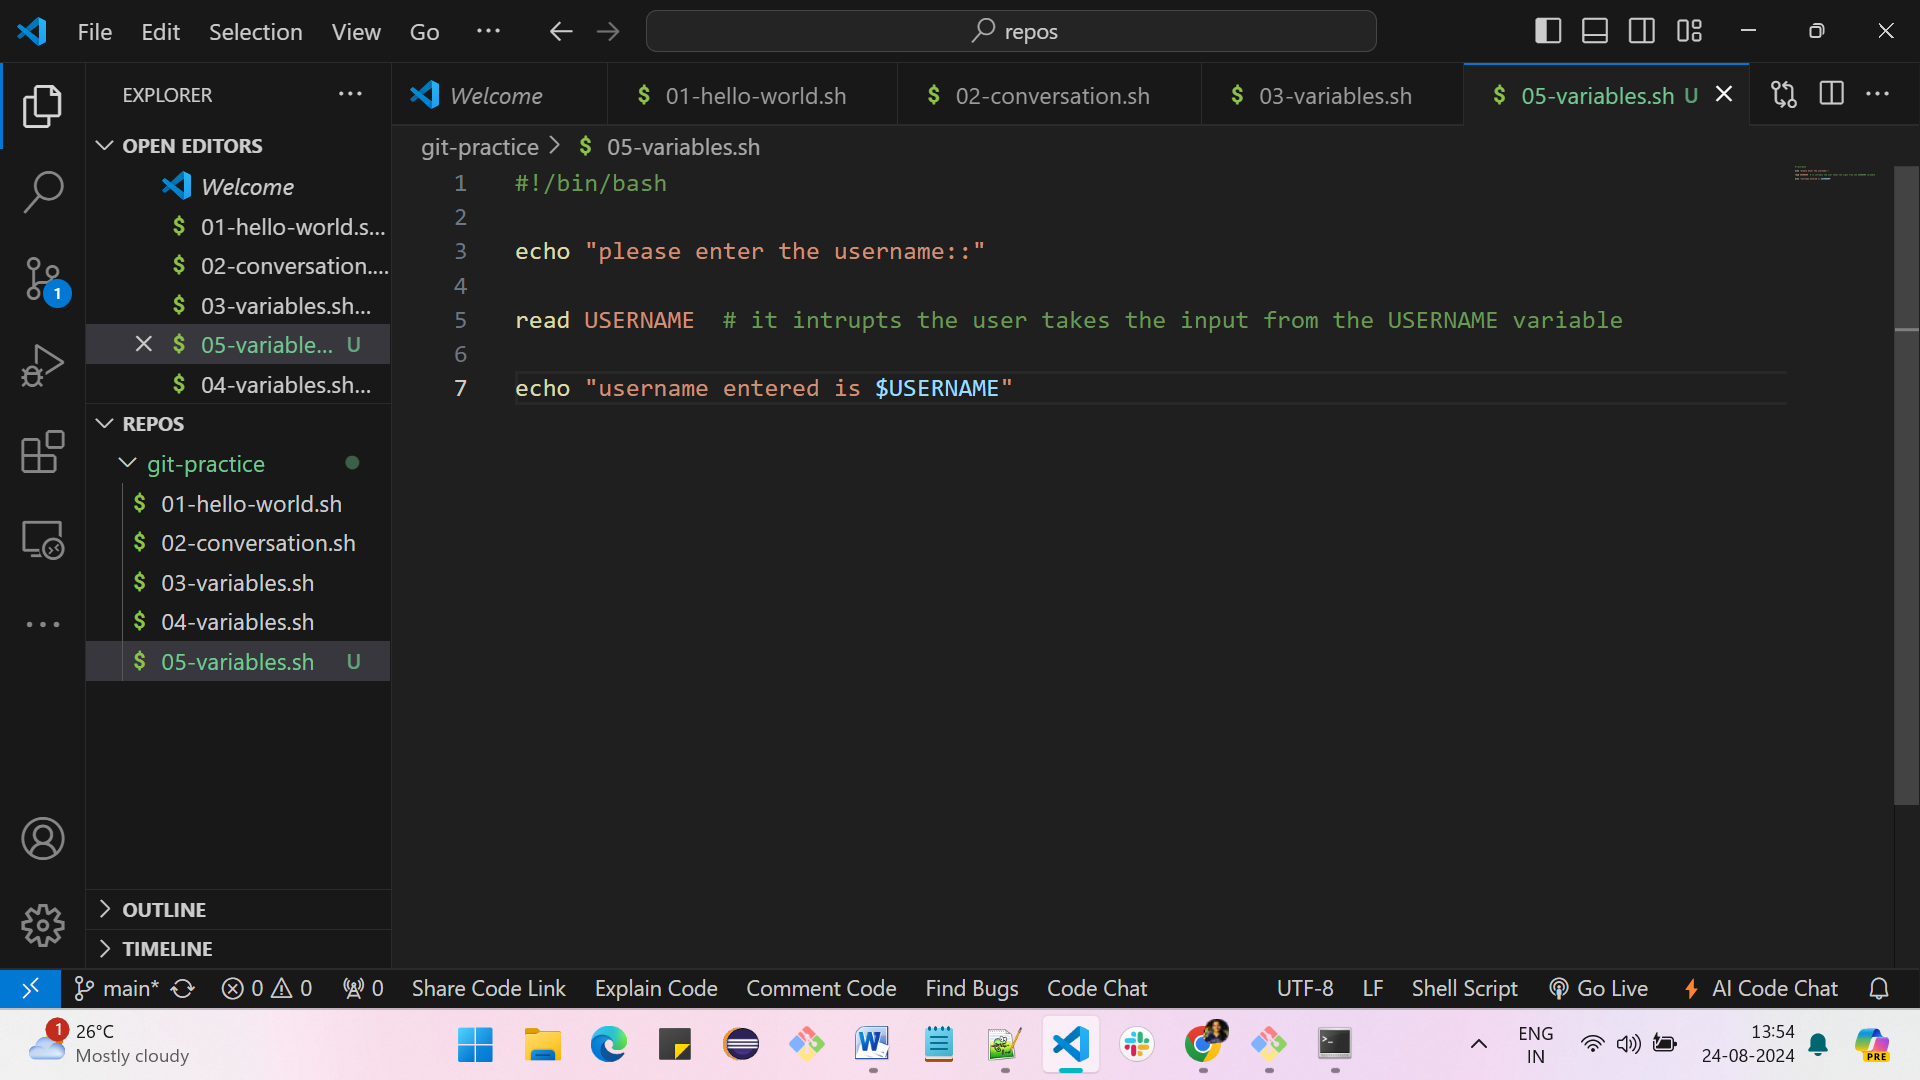 File Edit Selection View Go ··· repos
EXPLORER ···
OPEN EDITORS
Welcome
$ 01-hello-world.s...
$ 02-conversation....
$ 03-variables.sh...
$ 05-variable... U
$ 04-variables.sh...
REPOS
git-practice
$ 01-hello-world.sh
$ 02-conversation.sh
$ 03-variables.sh
$ 04-variables.sh
$ 05-variables.sh U
OUTLINE
TIMELINE
Welcome $ 01-hello-world.sh $ 02-conversation.sh $ 03-variables.sh $ 05-variables.sh U
git-practice > $ 05-variables.sh
1 #!/bin/bash
2
3 echo "please enter the username::"
4
5 read USERNAME # it intrupts the user takes the input from the USERNAME variable
6
7 echo "username entered is $USERNAME"
1
main* 0 0 0 Share Code Link Explain Code Comment Code Find Bugs Code Chat UTF-8 LF Shell Script Go Live AI Code Chat
1 26°C
Mostly cloudy
ENG
IN
13:54
24-08-2024
PRE